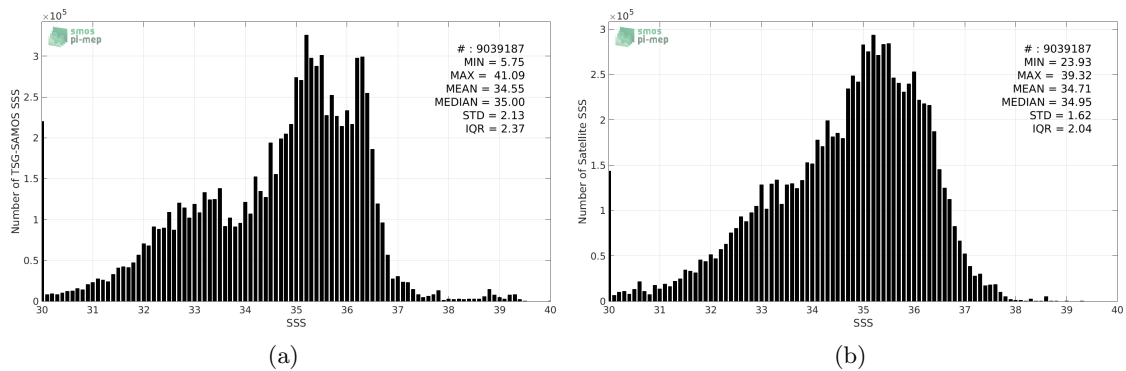 ×10⁵
smos
pi-mep
# : 9039187
MIN = 5.75
MAX = 41.09
MEAN = 34.55
MEDIAN = 35.00
STD = 2.13
IQR = 2.37
Number of TSG-SAMOS SSS
3
2.5
2
1.5
1
0.5
0
30 31 32 33 34 35 36 37 38 39 40
SSS
(a)
×10⁵
smos
pi-mep
# : 9039187
MIN = 23.93
MAX = 39.32
MEAN = 34.71
MEDIAN = 34.95
STD = 1.62
IQR = 2.04
Number of Satellite SSS
3
2.5
2
1.5
1
0.5
0
30 31 32 33 34 35 36 37 38 39 40
SSS
(b)